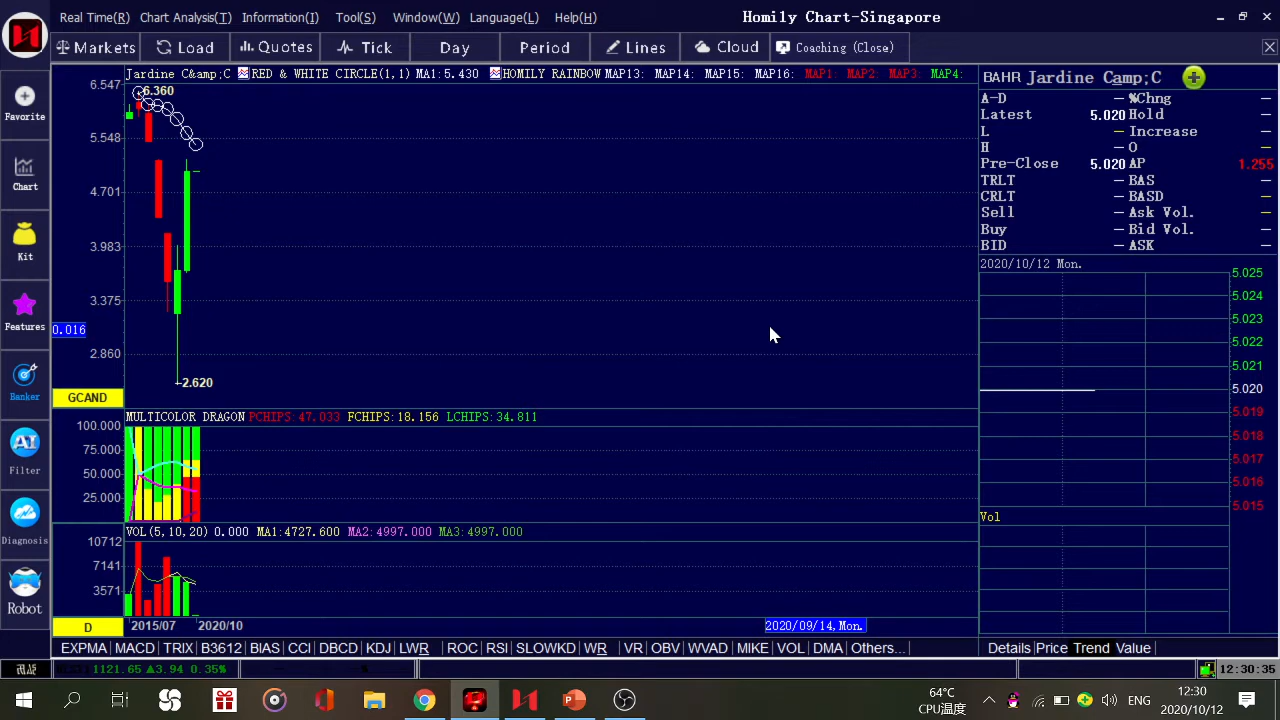 Real Time(R) Chart Analysis(T) Information(I) Tool(S) Window(W) Language(L) Help(H) Homily Chart-Singapore
Markets Load Quotes Tick Day Period Lines Cloud Coaching (Close)
Favorite
Chart
Kit
Features
Banker
AI
Filter
Diagnosis
Robot
Jardine C&amp;C RED & WHITE CIRCLE(1,1) MA1:5.430 HOMILY RAINBOW MAP13: MAP14: MAP15: MAP16: MAP1: MAP2: MAP3: MAP4:
6.547
6.360
5.548
4.701
3.983
3.375
0.016
2.860
2.620
GCAND
MULTICOLOR DRAGON PCHIPS:47.033 FCHIPS:18.156 LCHIPS:34.811
100.000
75.000
50.000
25.000
VOL(5,10,20) 0.000 MA1:4727.600 MA2:4997.000 MA3:4997.000
10712
7141
3571
D 2015/07 2020/10 2020/09/14,Mon.
EXPMA MACD TRIX B3612 BIAS CCI DBCD KDJ LWR ROC RSI SLOWKD WR VR OBV WVAD MIKE VOL DMA Others...
BAHR Jardine Camp;C
A-D — %Chng —
Latest 5.020 Hold —
L — Increase —
H — O —
Pre-Close 5.020 AP 1.255
TRLT — BAS —
CRLT — BASD —
Sell — Ask Vol. —
Buy — Bid Vol. —
BID — ASK —
2020/10/12 Mon.
5.025
5.024
5.023
5.022
5.021
5.020
5.019
5.018
5.017
5.016
5.015
Vol
Details Price Trend Value
1121.65 ▲3.94 0.35%
12:30:35
64°C
CPU温度
ENG
12:30
2020/10/12